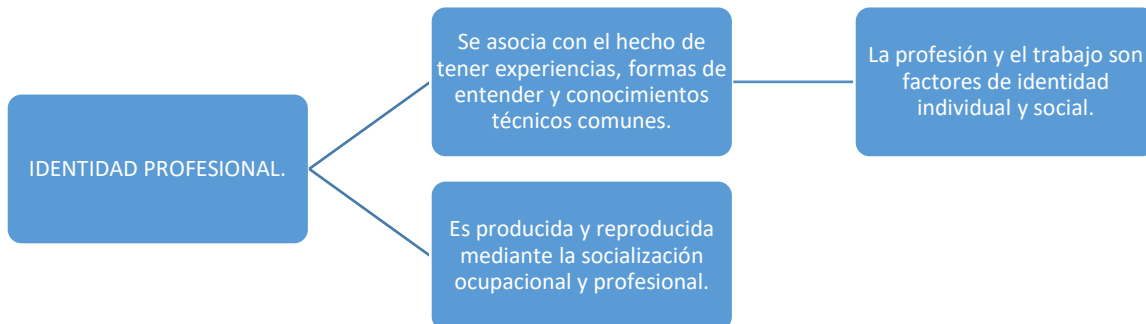 IDENTIDAD PROFESIONAL.
Se asocia con el hecho de
tener experiencias, formas de
entender y conocimientos
técnicos comunes.
La profesión y el trabajo son
factores de identidad
individual y social.
Es producida y reproducida
mediante la socialización
ocupacional y profesional.